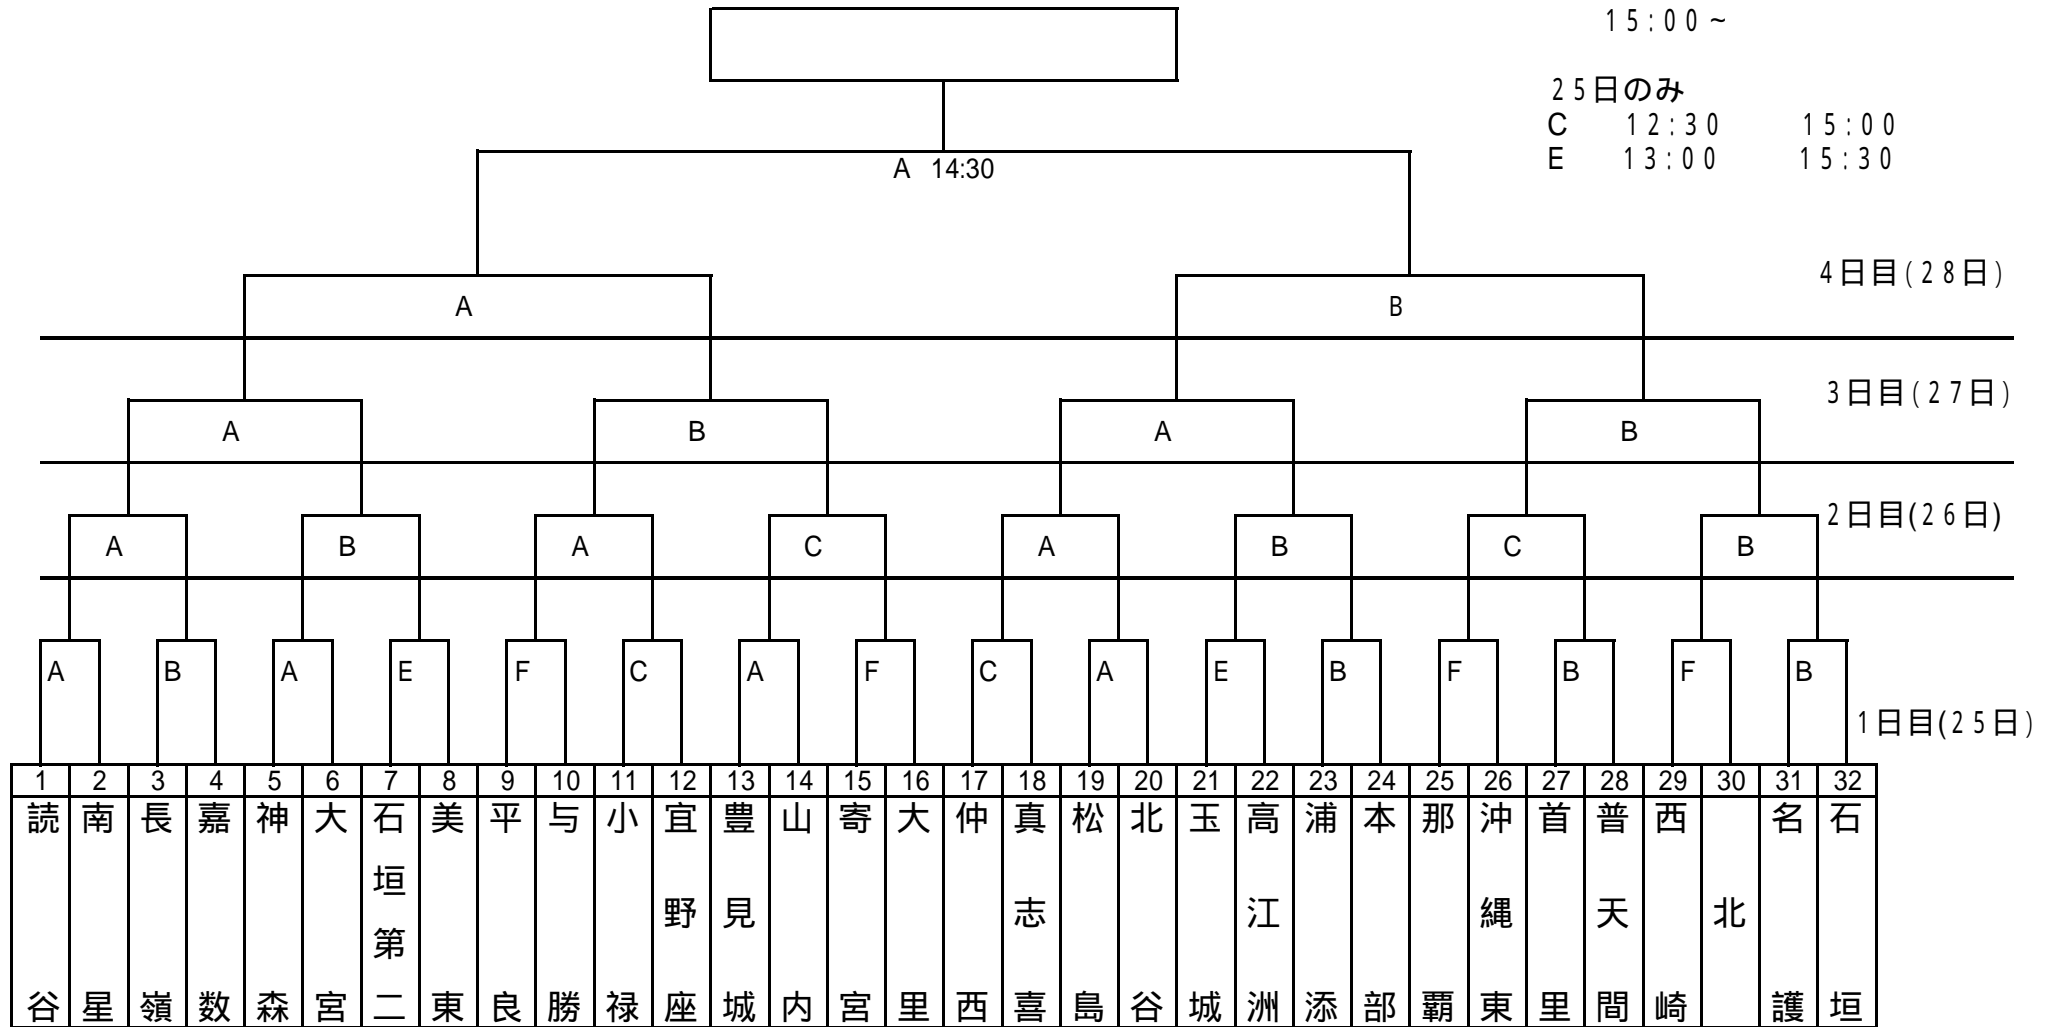 15:00~
25日のみ
C 12:30 15:00
E 13:00 15:30
A 14:30
4日目(28日)
A B
3日目(27日)
A B A B
2日目(26日)
A B A C A B C B
A B A E F C A F C A E B F B F B
1日目(25日)
1 2 3 4 5 6 7 8 9 10 11 12 13 14 15 16 17 18 19 20 21 22 23 24 25 26 27 28 29 30 31 32
読谷
南星
長嶺
嘉数
神森
大宮
石垣第二
美東
平良
与勝
小禄
宜野座
豊見城
山内
寄宮
大里
仲西
真志喜
松島
北谷
玉城
高江洲
浦添
本部
那覇
沖縄東
首里
普天間
西崎
北
名護
石垣